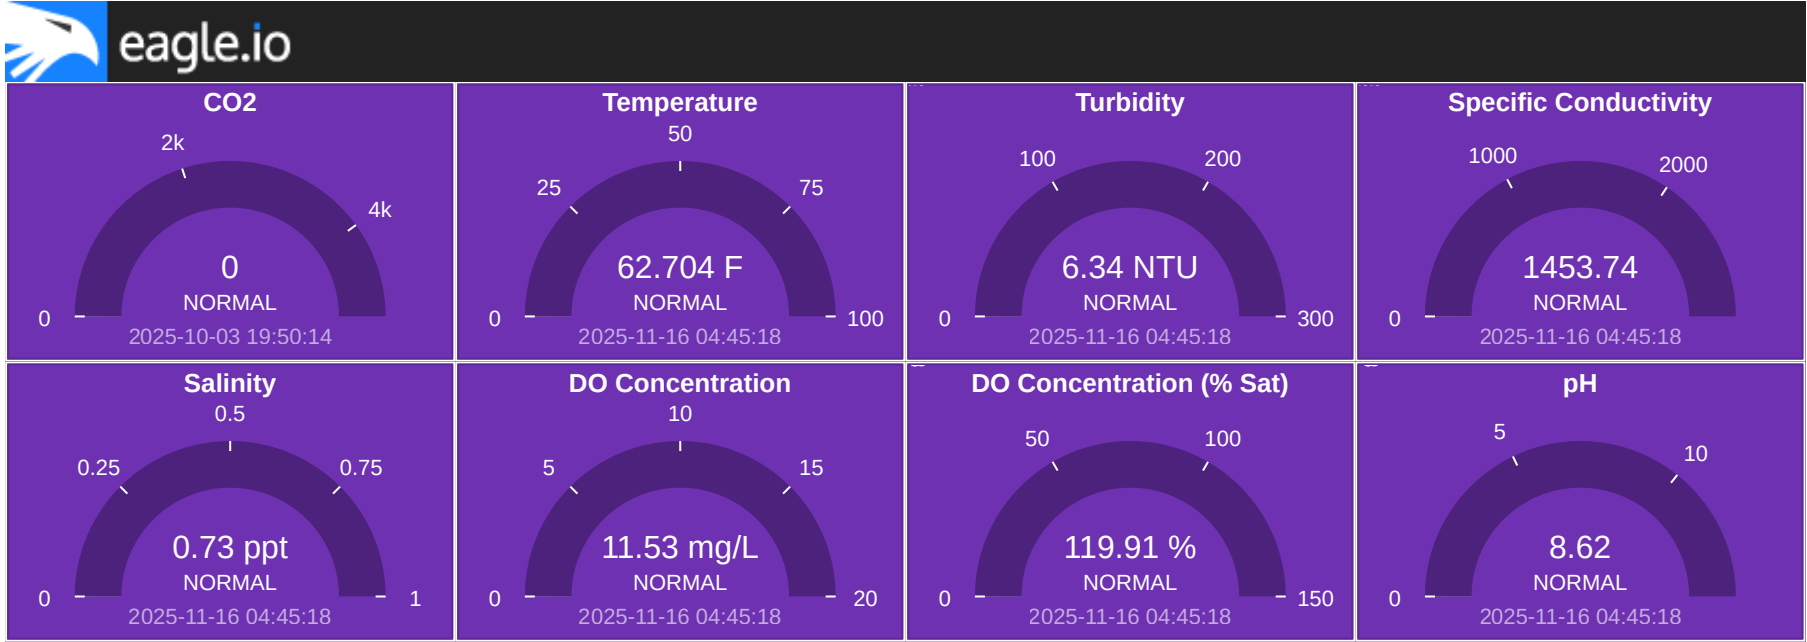 eagle.io
CO2
2k
4k
0
0
NORMAL
2025-10-03 19:50:14
Temperature
50
25
75
62.704 F
NORMAL
0
100
2025-11-16 04:45:18
Turbidity
100
200
6.34 NTU
NORMAL
0
300
2025-11-16 04:45:18
Specific Conductivity
1000
2000
1453.74
NORMAL
0
2025-11-16 04:45:18
Salinity
0.5
0.25
0.75
0.73 ppt
NORMAL
0
1
2025-11-16 04:45:18
DO Concentration
10
5
15
11.53 mg/L
NORMAL
0
20
2025-11-16 04:45:18
DO Concentration (% Sat)
50
100
119.91 %
NORMAL
0
150
2025-11-16 04:45:18
pH
5
10
8.62
NORMAL
0
2025-11-16 04:45:18